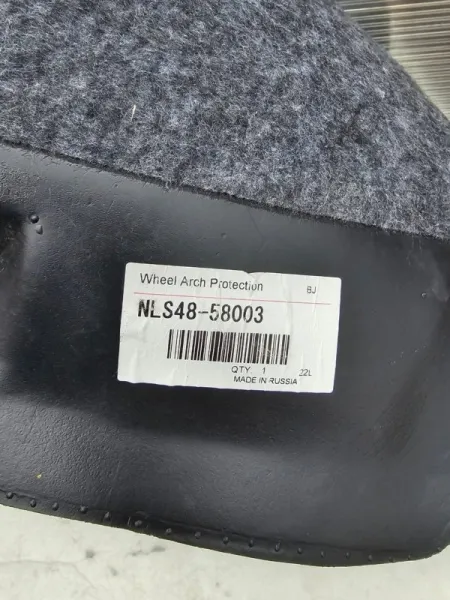 Wheel Arch Protection BJ
NLS48-58003
QTY 1 22L
MADE IN RUSSIA